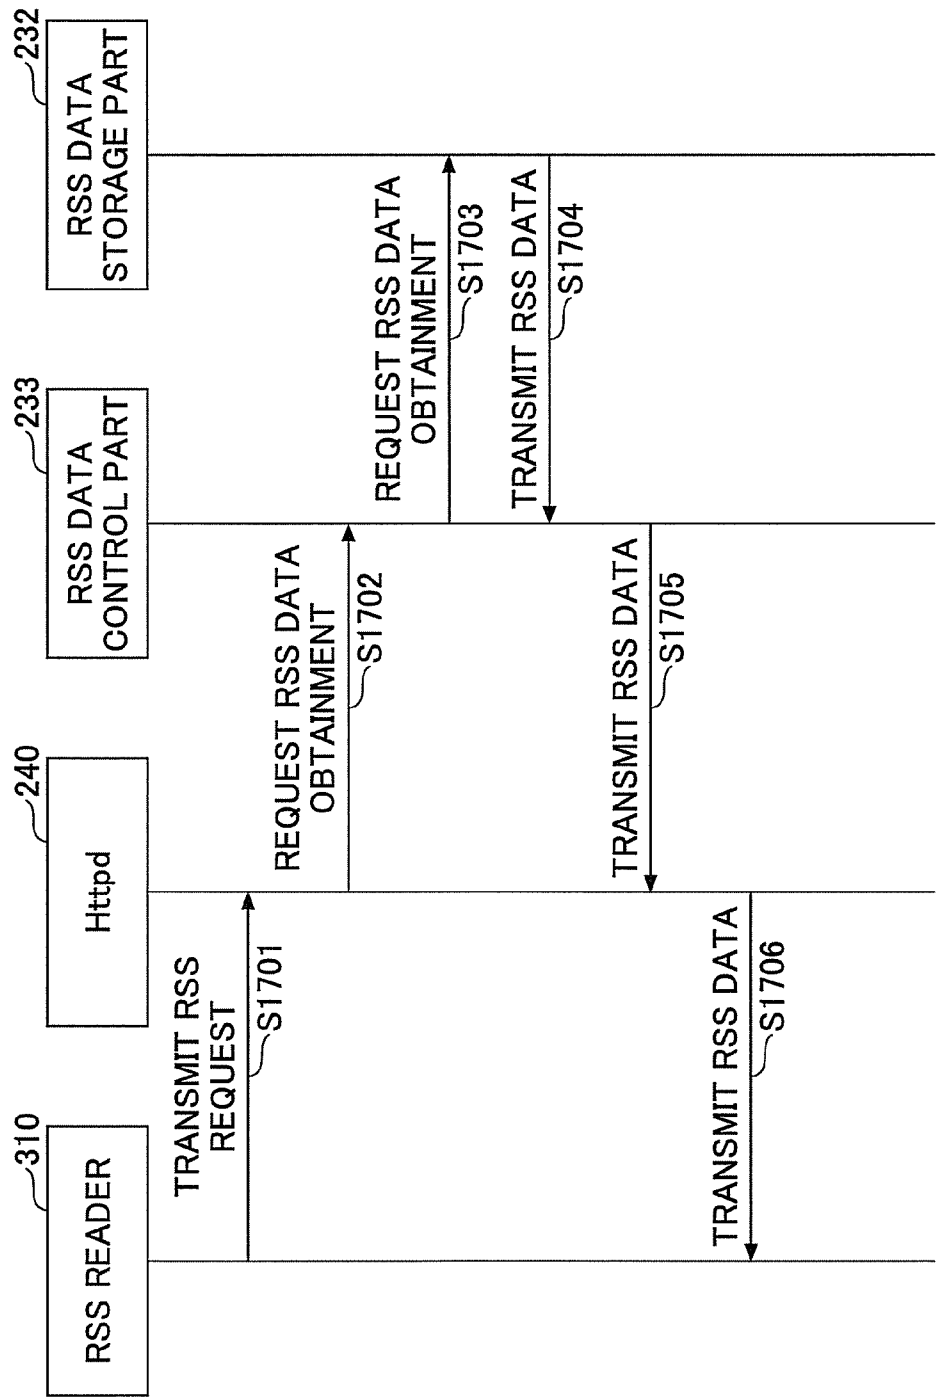 310
RSS READER
240
Httpd
233
RSS DATA
CONTROL PART
232
RSS DATA
STORAGE PART
TRANSMIT RSS
REQUEST
S1701
REQUEST RSS DATA
OBTAINMENT
S1702
REQUEST RSS DATA
OBTAINMENT
S1703
TRANSMIT RSS DATA
S1704
TRANSMIT RSS DATA
S1705
TRANSMIT RSS DATA
S1706